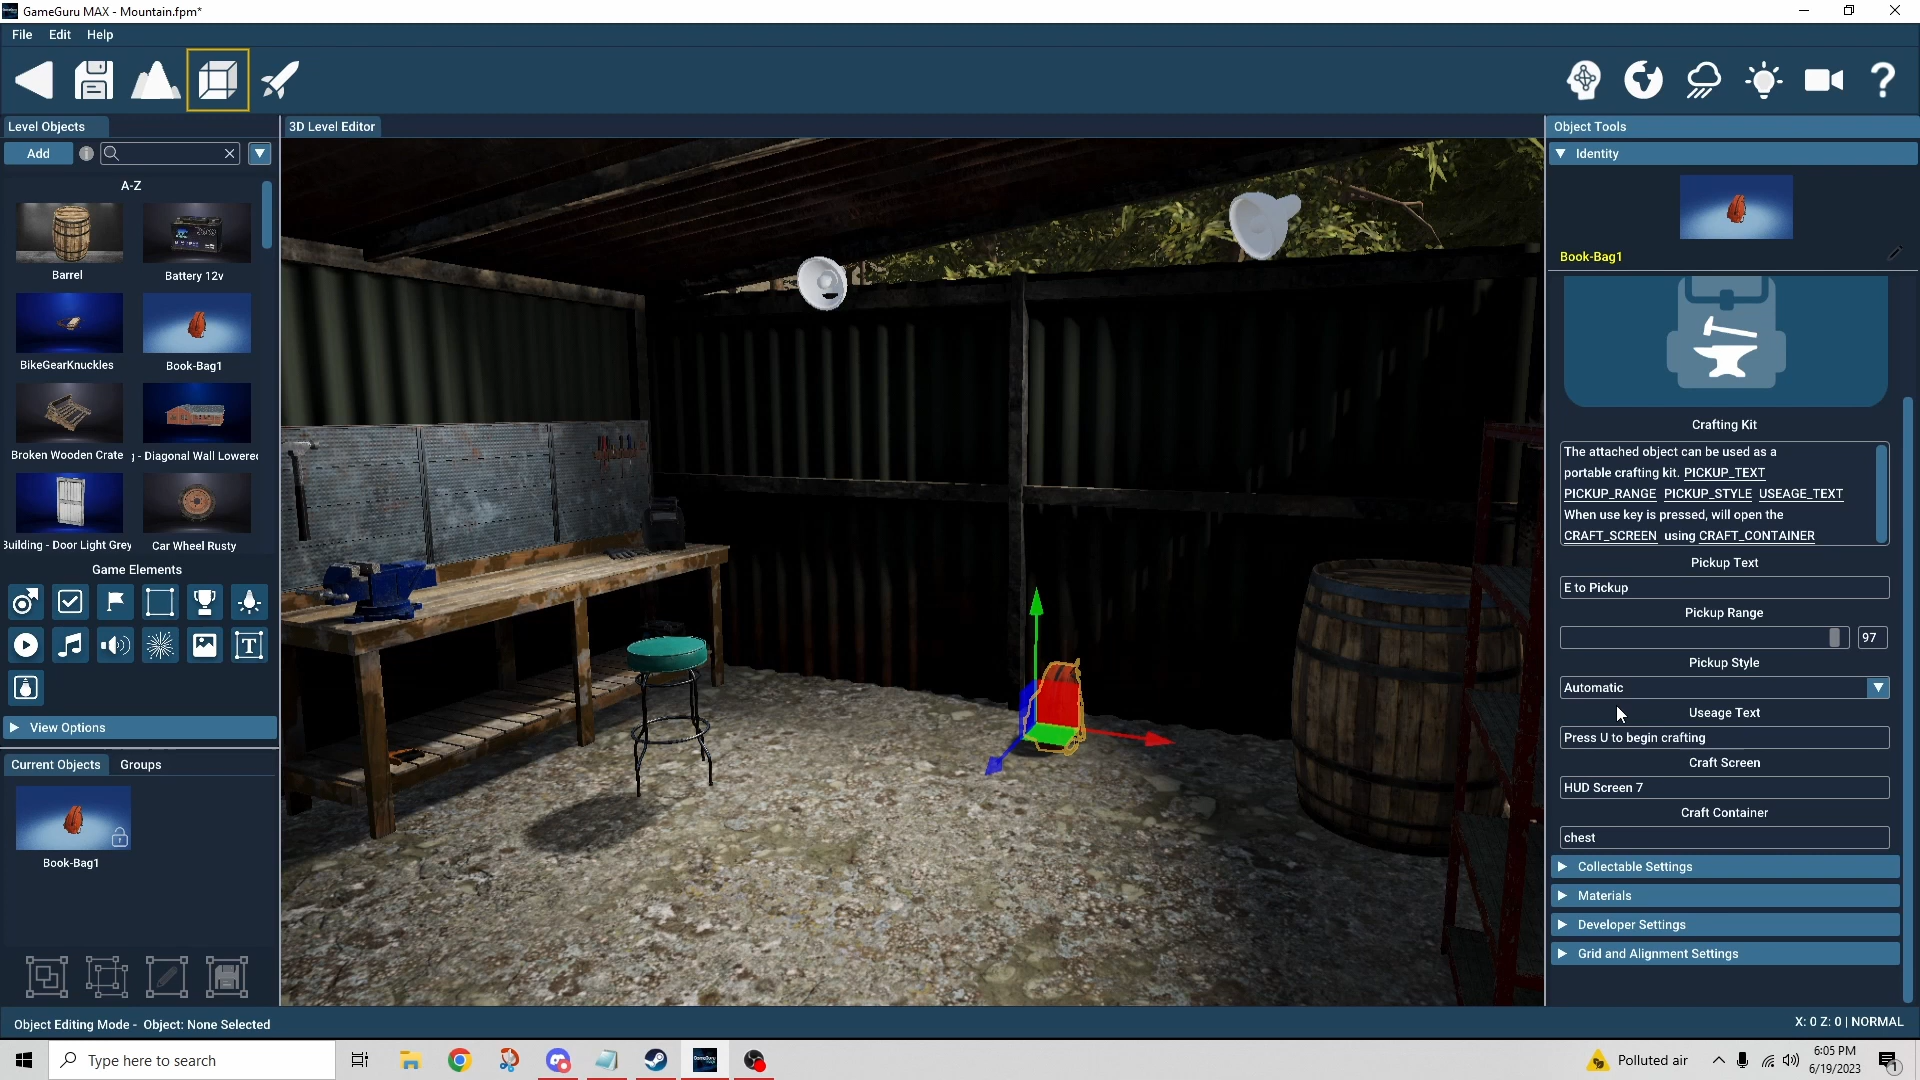 GameGuru MAX - Mountain.fpm*
File Edit Help
Level Objects
Add
A-Z
Barrel
Battery 12v
BikeGearKnuckles
Book-Bag1
Broken Wooden Crate
g - Diagonal Wall Lowered
Building - Door Light Grey
Car Wheel Rusty
Game Elements
View Options
Current Objects Groups
Book-Bag1
3D Level Editor
Object Tools
Identity
Book-Bag1
Crafting Kit
The attached object can be used as a
portable crafting kit. PICKUP_TEXT
PICKUP_RANGE PICKUP_STYLE USEAGE_TEXT
When use key is pressed, will open the
CRAFT_SCREEN using CRAFT_CONTAINER
Pickup Text
E to Pickup
Pickup Range
97
Pickup Style
Automatic
Useage Text
Press U to begin crafting
Craft Screen
HUD Screen 7
Craft Container
chest
Collectable Settings
Materials
Developer Settings
Grid and Alignment Settings
Object Editing Mode - Object: None Selected
X: 0 Z: 0 | NORMAL
Type here to search
Polluted air
6:05 PM
6/19/2023
1